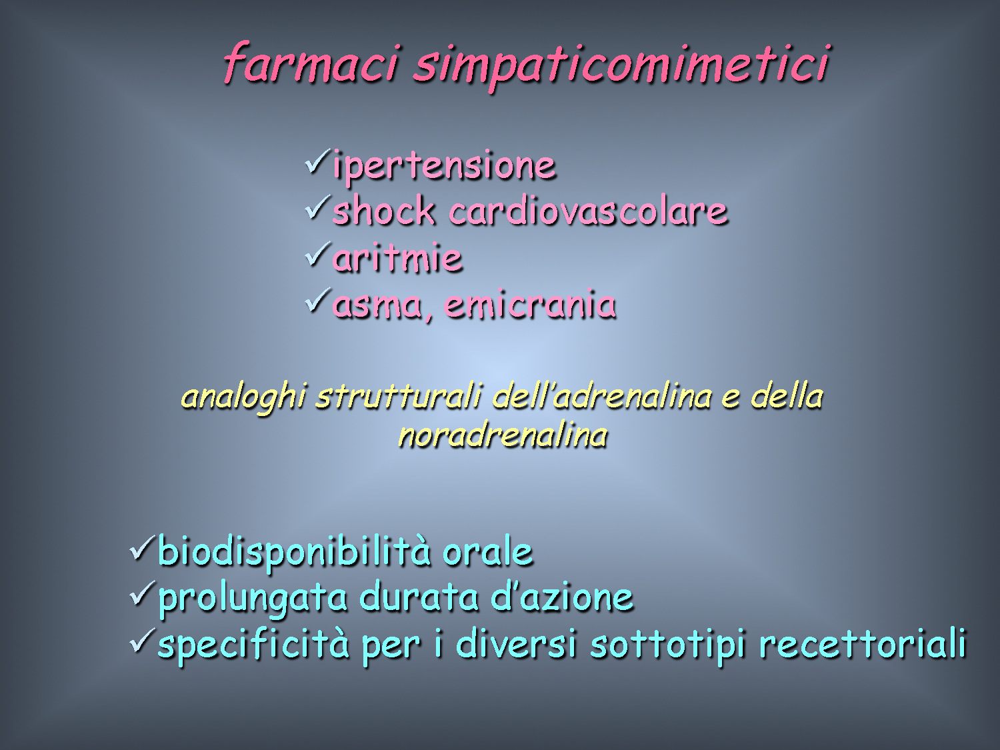 farmaci simpaticomimetici
✓ipertensione
✓shock cardiovascolare
✓aritmie
✓asma, emicrania
analoghi strutturali dell’adrenalina e della
noradrenalina
✓biodisponibilità orale
✓prolungata durata d’azione
✓specificità per i diversi sottotipi recettoriali